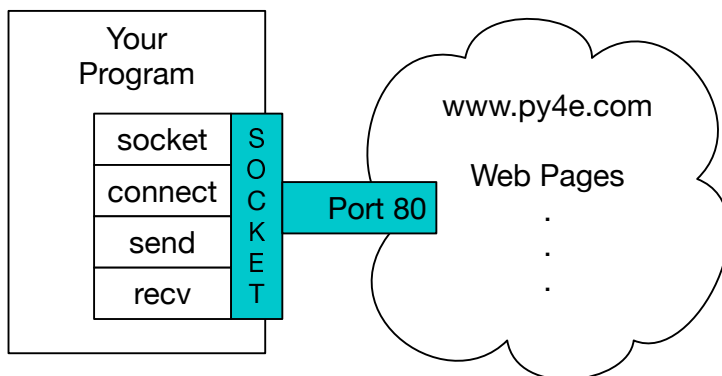 Your
Program
socket
connect
send
recv
S
O
C
K
E
T
Port 80
www.py4e.com
Web Pages
.
.
.